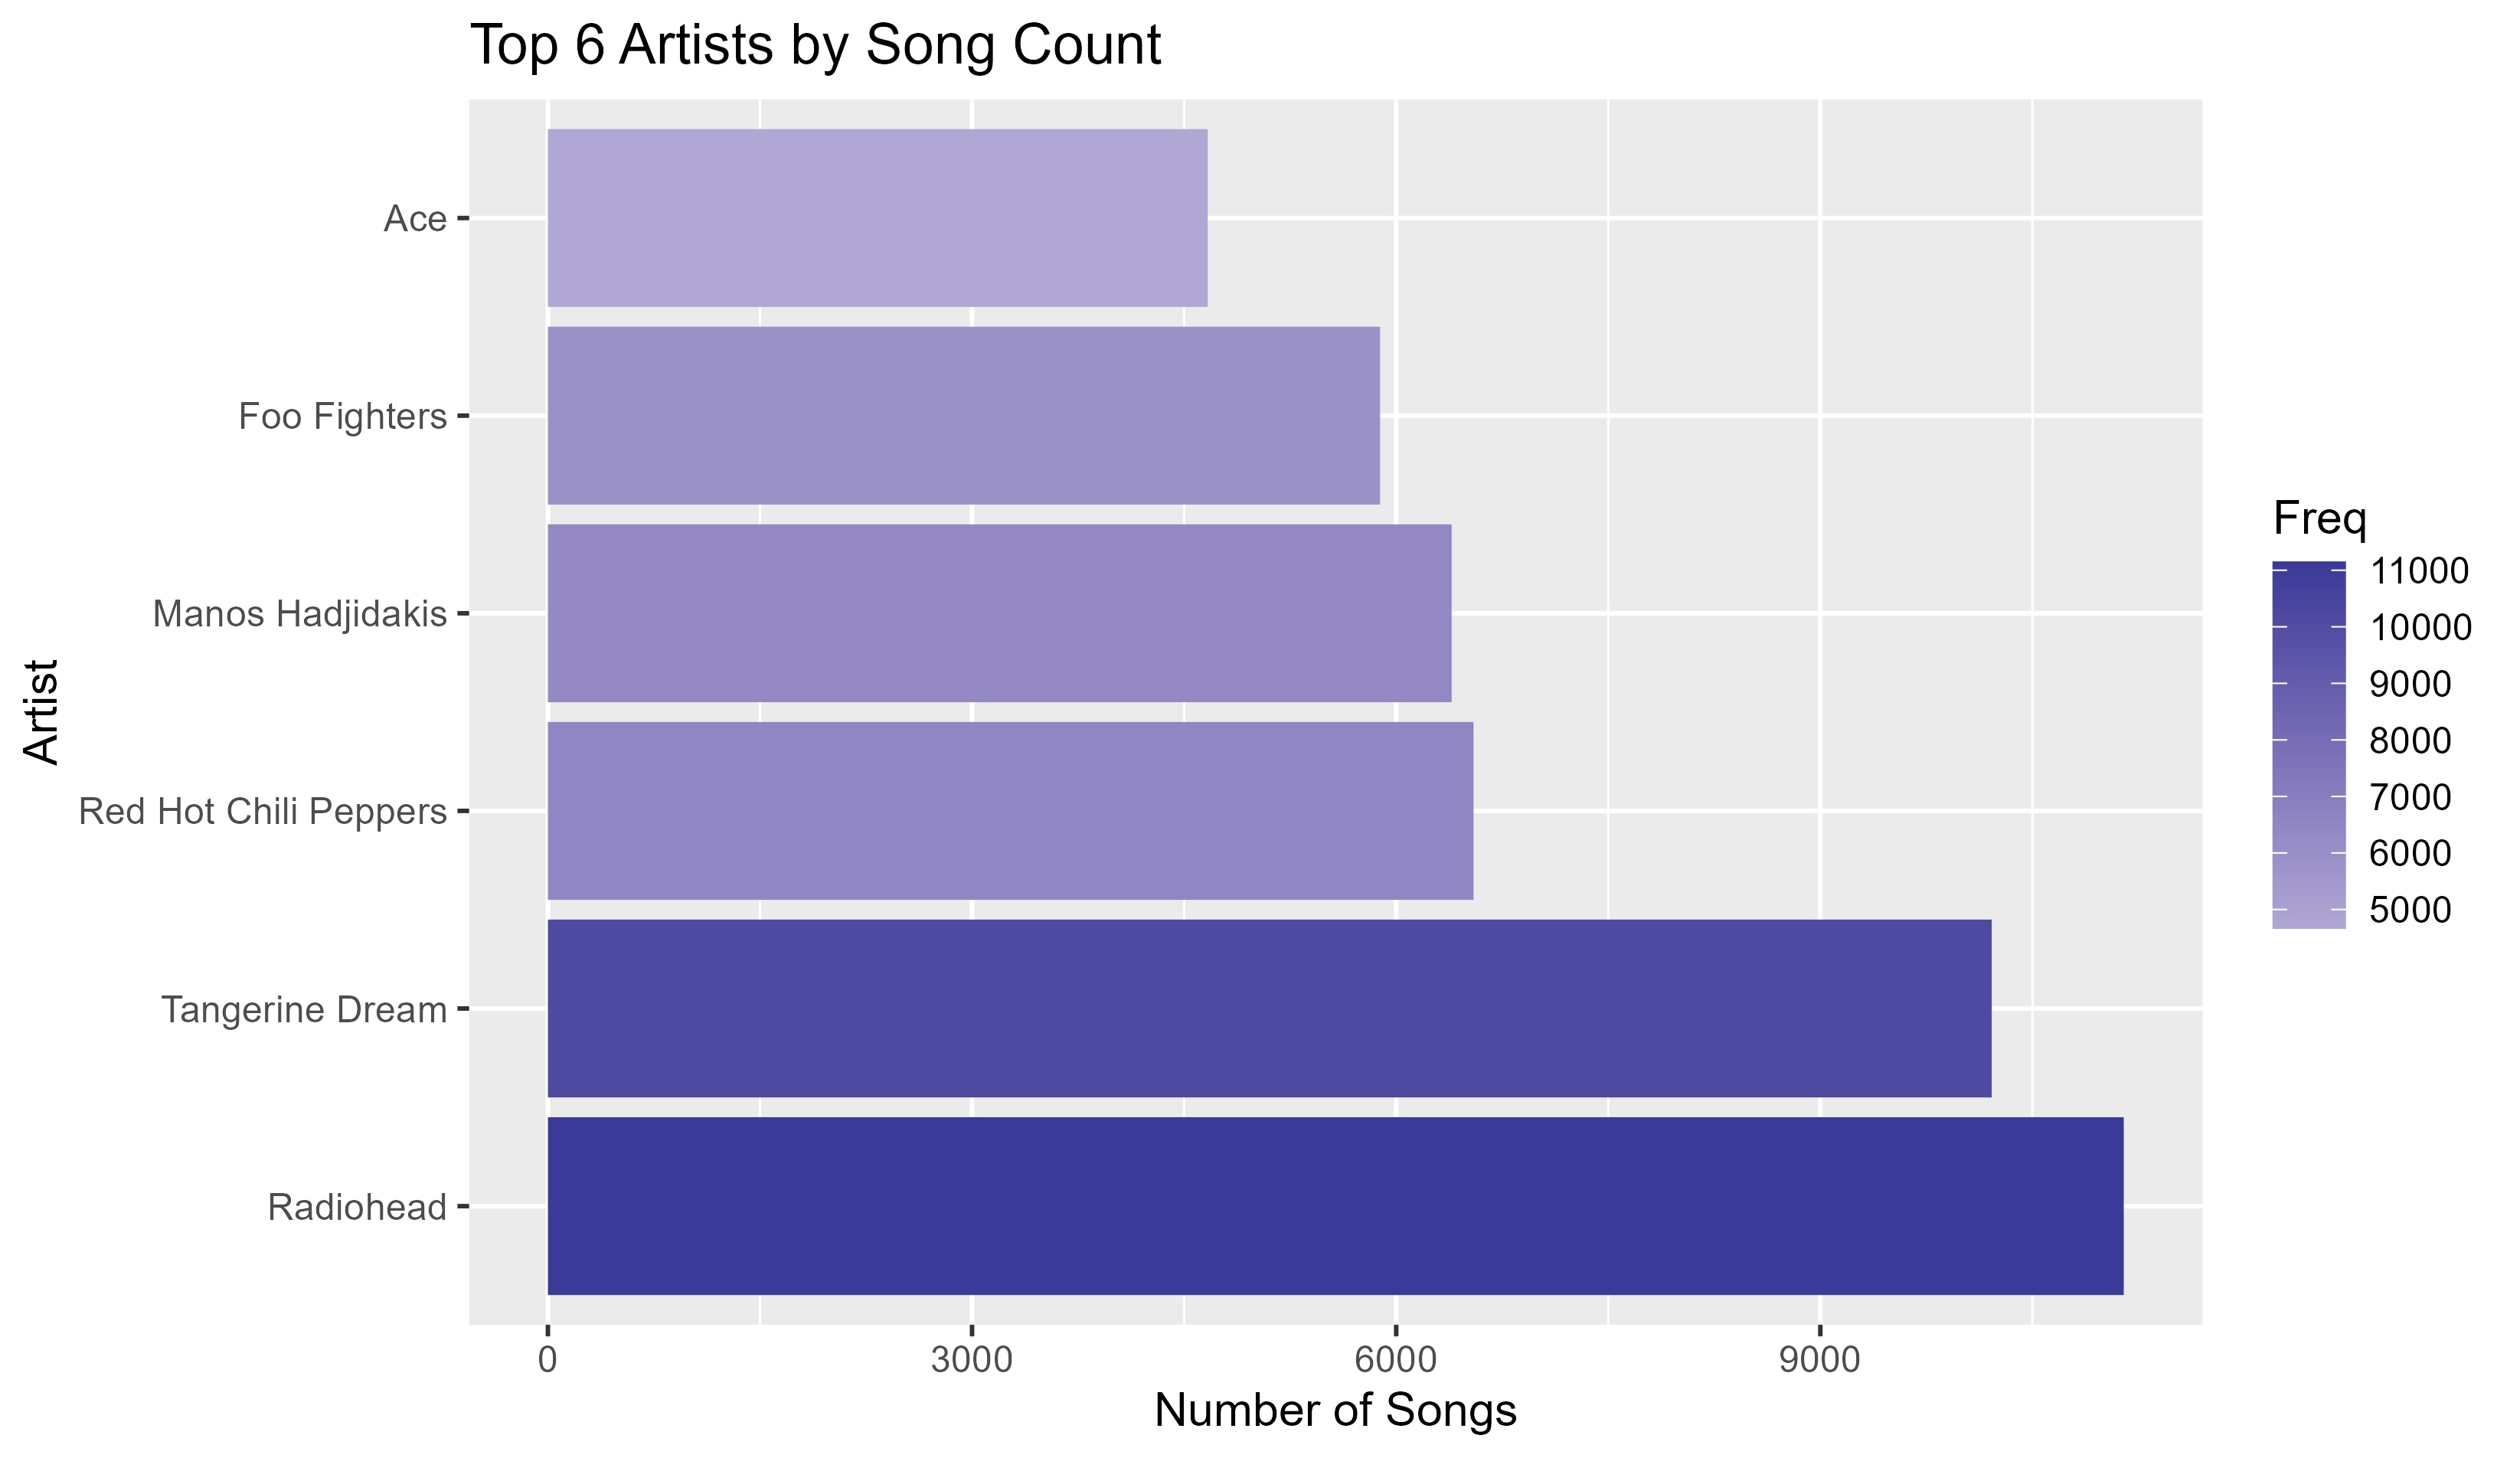 Top 6 Artists by Song Count
Artist
Ace
Foo Fighters
Manos Hadjidakis
Red Hot Chili Peppers
Tangerine Dream
Radiohead
0 3000 6000 9000
Number of Songs
Freq
11000
10000
9000
8000
7000
6000
5000